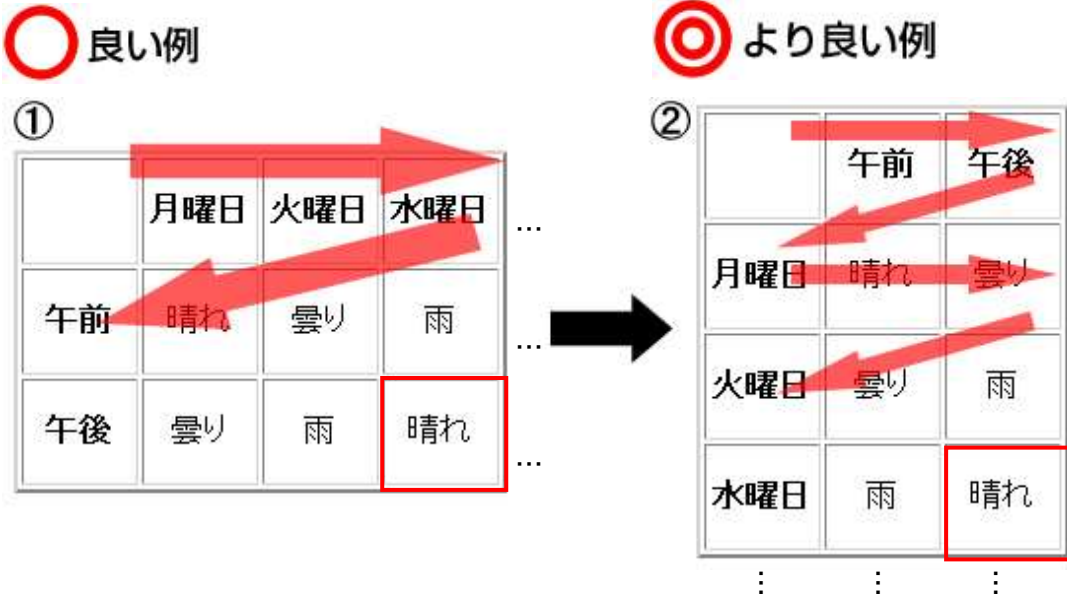 良い例
①
月曜日 火曜日 水曜日 …
午前 晴れ 曇り 雨 …
午後 曇り 雨 晴れ …
より良い例
②
午前 午後
月曜日 晴れ 曇り
火曜日 曇り 雨
水曜日 雨 晴れ
⋮ ⋮ ⋮